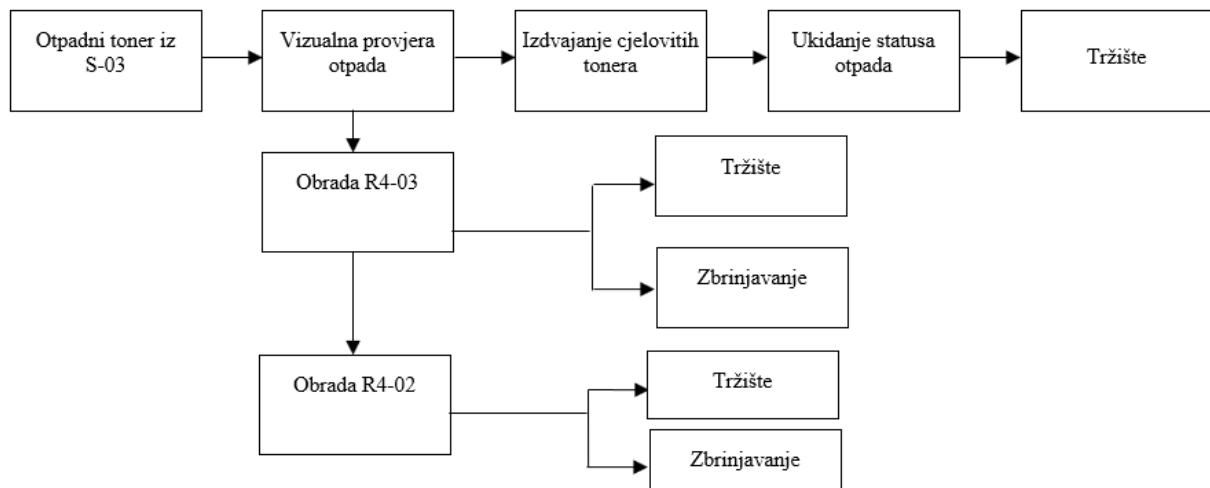 Otpadni toner iz
S-03
Vizualna provjera
otpada
Izdvajanje cjelovitih
tonera
Ukidanje statusa
otpada
Tržište
Obrada R4-03
Tržište
Zbrinjavanje
Obrada R4-02
Tržište
Zbrinjavanje